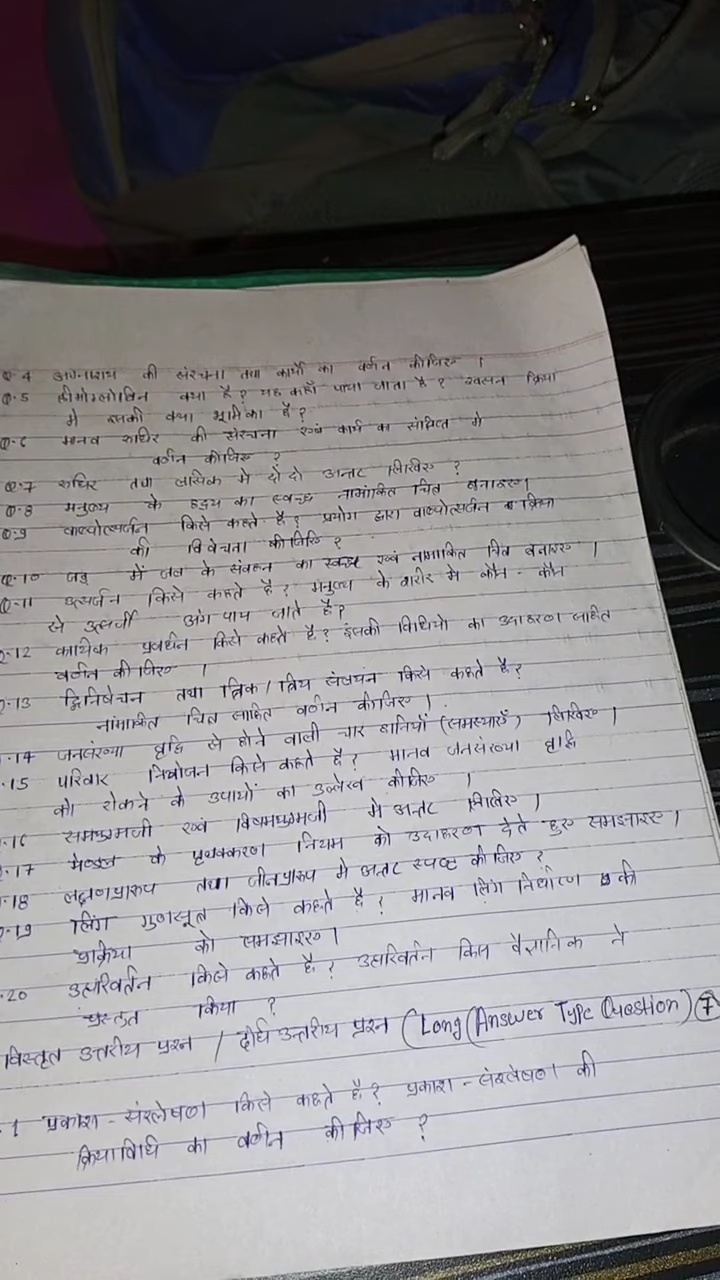 Q.4 अग्नाशय की संरचना तथा कार्यों का वर्णन कीजिए ।
Q.5 हीमोग्लोबिन क्या है ? यह कहाँ पाया जाता है ? श्वसन क्रिया
में इसकी क्या भूमिका है ?
Q.6 मानव रुधिर की संरचना एवं कार्य का संक्षिप्त में
वर्णन कीजिए ?
Q.7 रुधिर तथा लसिका में दो दो अन्तर लिखिए ?
Q.8 मनुष्य के हृदय का स्वच्छ नामांकित चित्र बनाइए।
Q.9 वाष्पोत्सर्जन किसे कहते है ? प्रयोग द्वारा वाष्पोत्सर्जन क्रिया
की विवेचना कीजिए ?
Q.10 में जल के संवहन का स्वच्छ एवं नामांकित चित्र बनाइए ।
Q.11 उत्सर्जन किसे कहते है ? मनुष्य के शरीर मे कौन - कौन
से उत्सर्जी अंग पाय जाते है ?
Q.12 कायिक प्रवर्धन किसे कहते है ? इसकी विधियो का उदाहरण सहित
वर्णन कीजिए ।
Q.13 द्विनिषेचन तथा त्रिक / त्रिय संलयन किसे कहते है ?
नामांकित चित्र सहित वर्णन कीजिए ।
.14 जनसंख्या वृद्धि से होने वाली चार हानियाँ (समस्याएँ) लिखिए ।
.15 परिवार नियोजन किसे कहते है ? मानव जनसंख्या वृद्धि
को रोकने के उपायों का उल्लेख कीजिए ।
.16 समयुग्मजी एवं विषमयुग्मजी में अन्तर लिखिए ।
.17 मेण्डल के पृथक्करण नियम को उदाहरण देते हुए समझाइए ।
.18 लक्षणप्रारूप तथा जीनप्रारूप मे अन्तर स्पष्ट कीजिए ?
.19 लिंग गुणसूत्र किसे कहते है ? मानव लिंग निर्धारण की
प्रक्रिया को समझाइए ।
.20 उत्परिवर्तन किसे कहते है ? उत्परिवर्तन किस वैज्ञानिक ने
प्रस्तुत किया ?
विस्तृत उत्तरीय प्रश्न / दीर्घ उत्तरीय प्रश्न (Long (Answer Type Question) 7
.1 प्रकाश - संश्लेषण किसे कहते है ? प्रकाश - संश्लेषण की
क्रियाविधि का वर्णन कीजिए ?